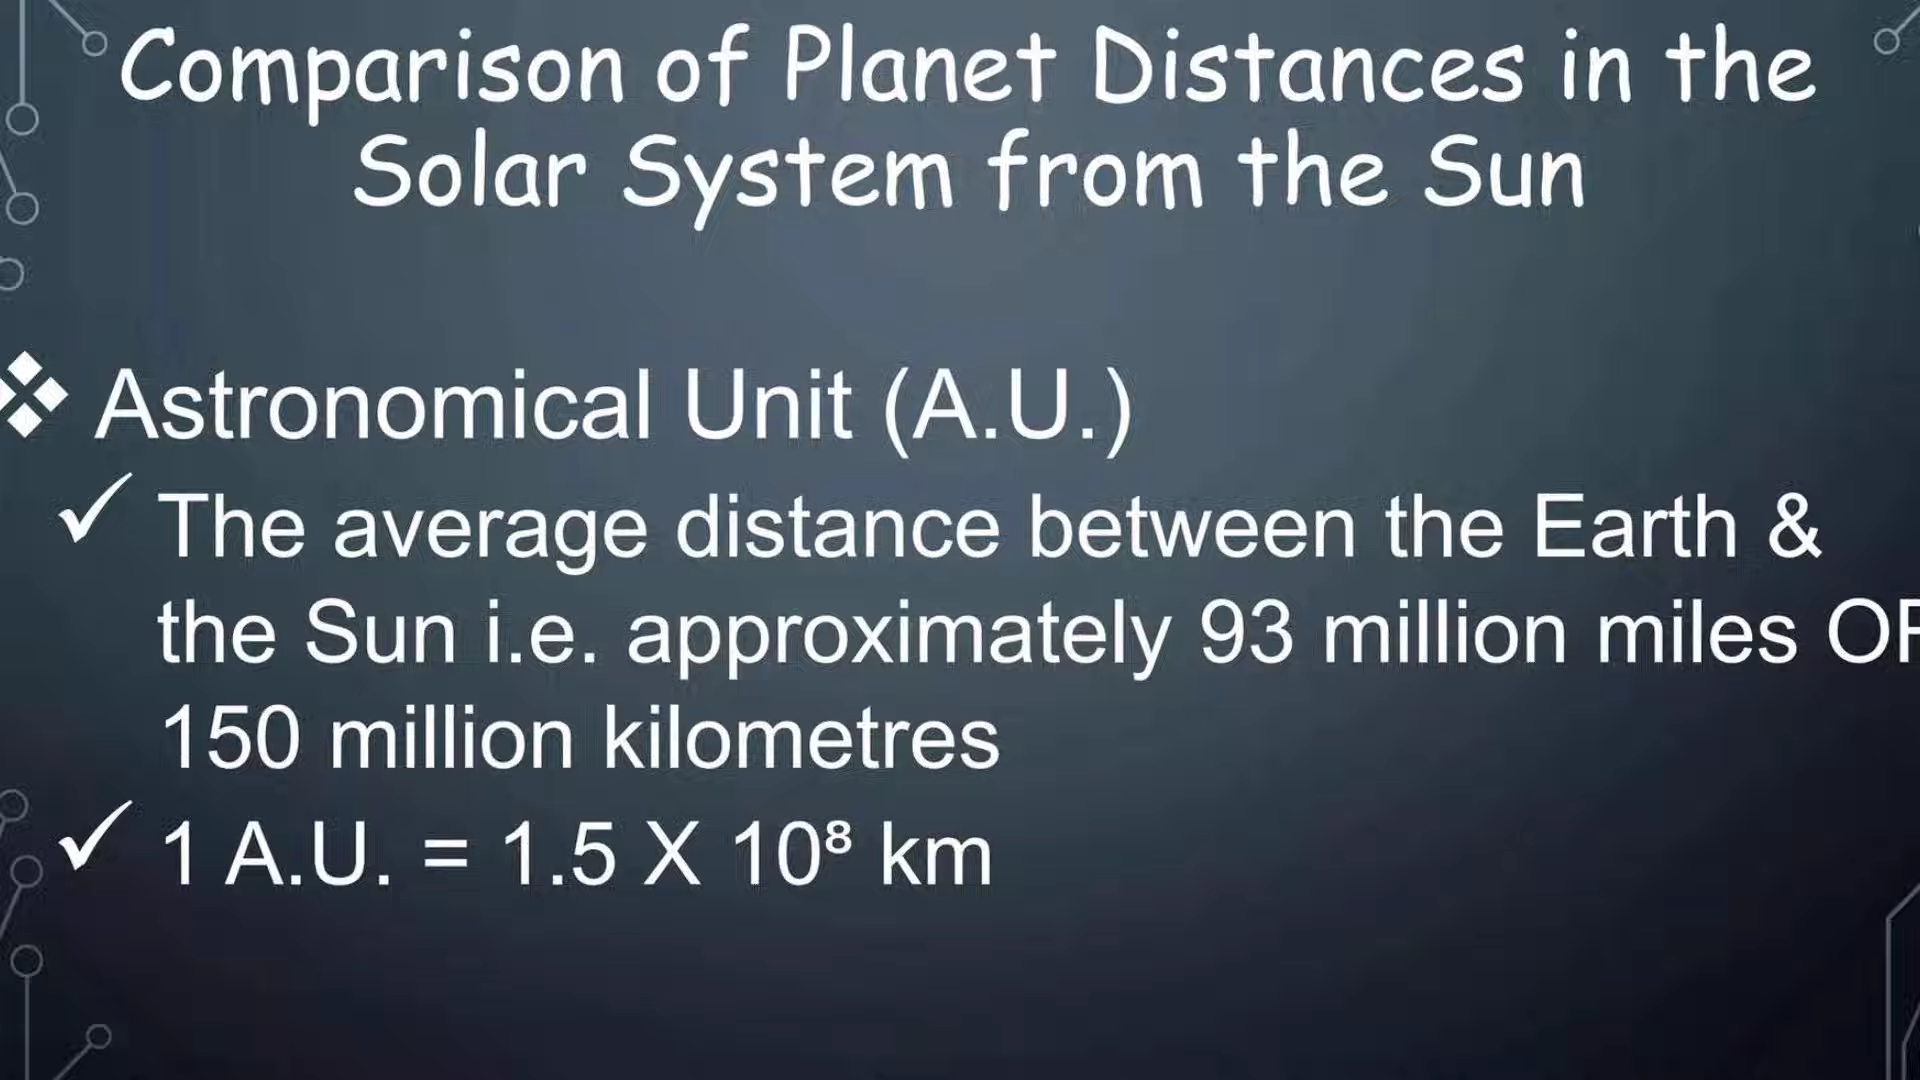 Comparison of Planet Distances in the
Solar System from the Sun
❖ Astronomical Unit (A.U.)
✓ The average distance between the Earth &
the Sun i.e. approximately 93 million miles
150 million kilometres
✓ 1 A.U. = 1.5 X 10⁸ km